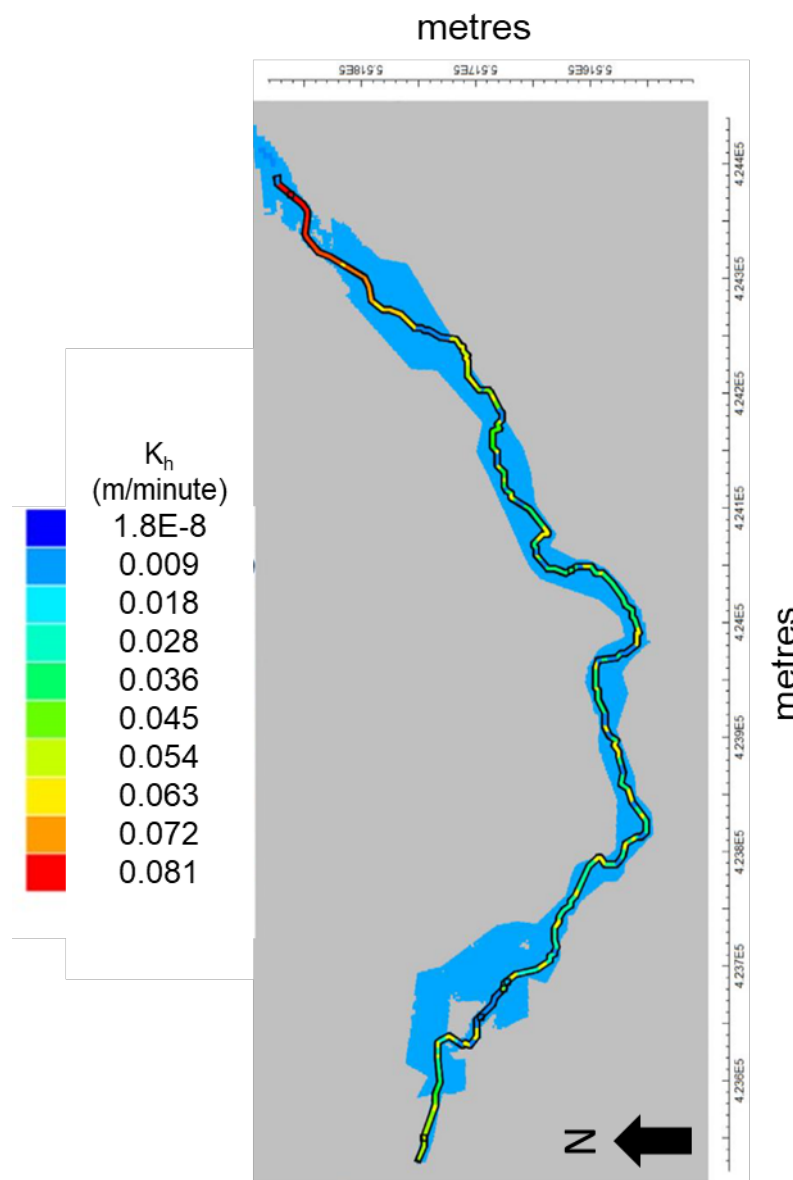 metres
5.518E5 5.517E5 5.516E5
4.244E5
4.243E5
4.242E5
4.241E5
4.24E5
4.239E5
4.238E5
4.237E5
4.236E5
metres
Kh
(m/minute)
1.8E-8
0.009
0.018
0.028
0.036
0.045
0.054
0.063
0.072
0.081
N